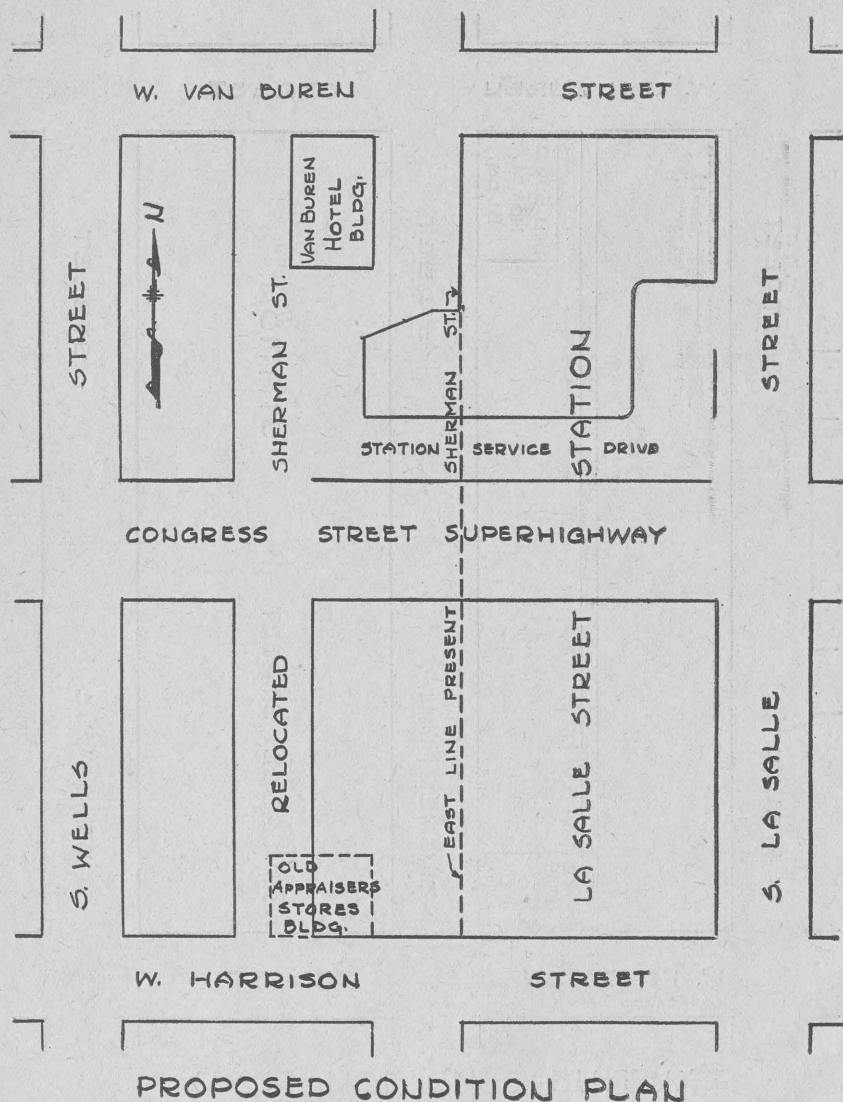 W. VAN BUREN STREET
VAN BUREN
HOTEL
BLDG.
N
STREET
SHERMAN ST.
SHERMAN ST.
STATION
STREET
STATION SERVICE DRIVE
CONGRESS STREET SUPERHIGHWAY
S. WELLS
RELOCATED
EAST LINE PRESENT
LA SALLE STREET
S. LA SALLE
OLD
APPRAISERS
STORES
BLDG.
W. HARRISON STREET
PROPOSED CONDITION PLAN